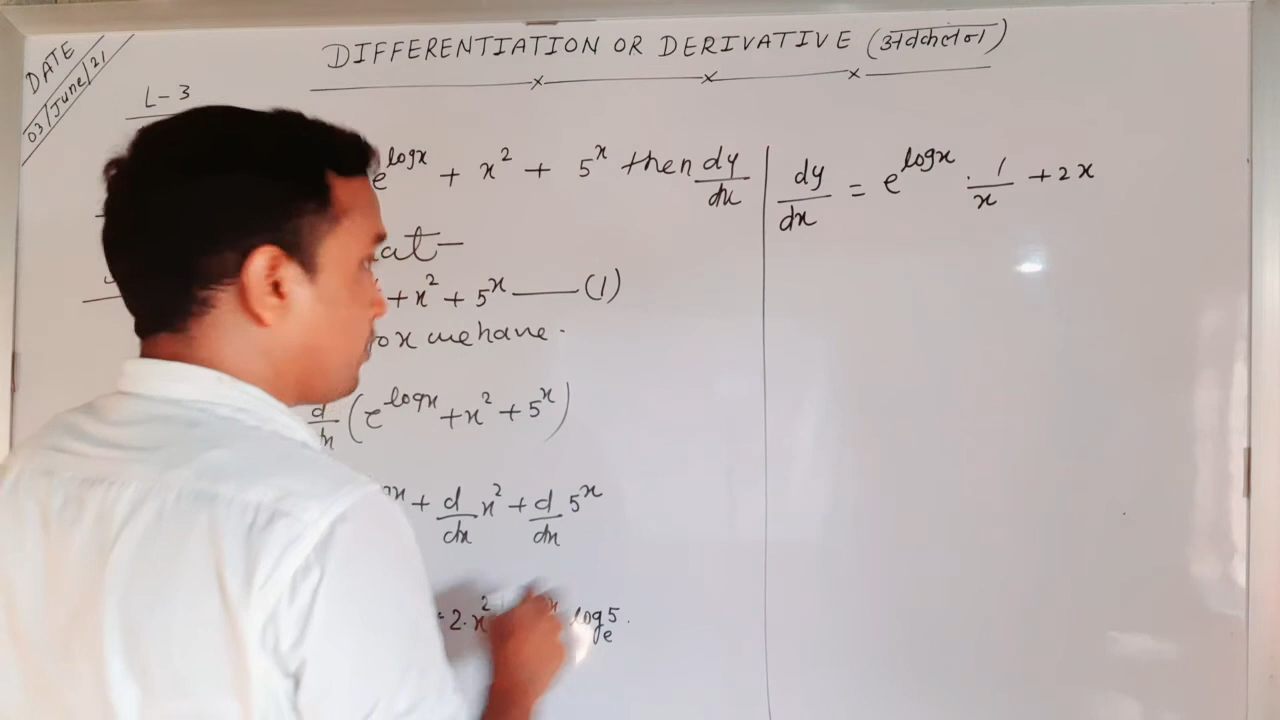 DATE
03/June/21
DIFFERENTIATION OR DERIVATIVE (अवकलन)
L-3
e^logx + x² + 5^x then dy/dx
at—
+ x² + 5^x —— (1)
x we have.
d/dx (e^logx + x² + 5^x)
+ d/dx x² + d/dx 5^x
2.x² log_e 5.
dy/dx = e^logx . 1/x + 2x